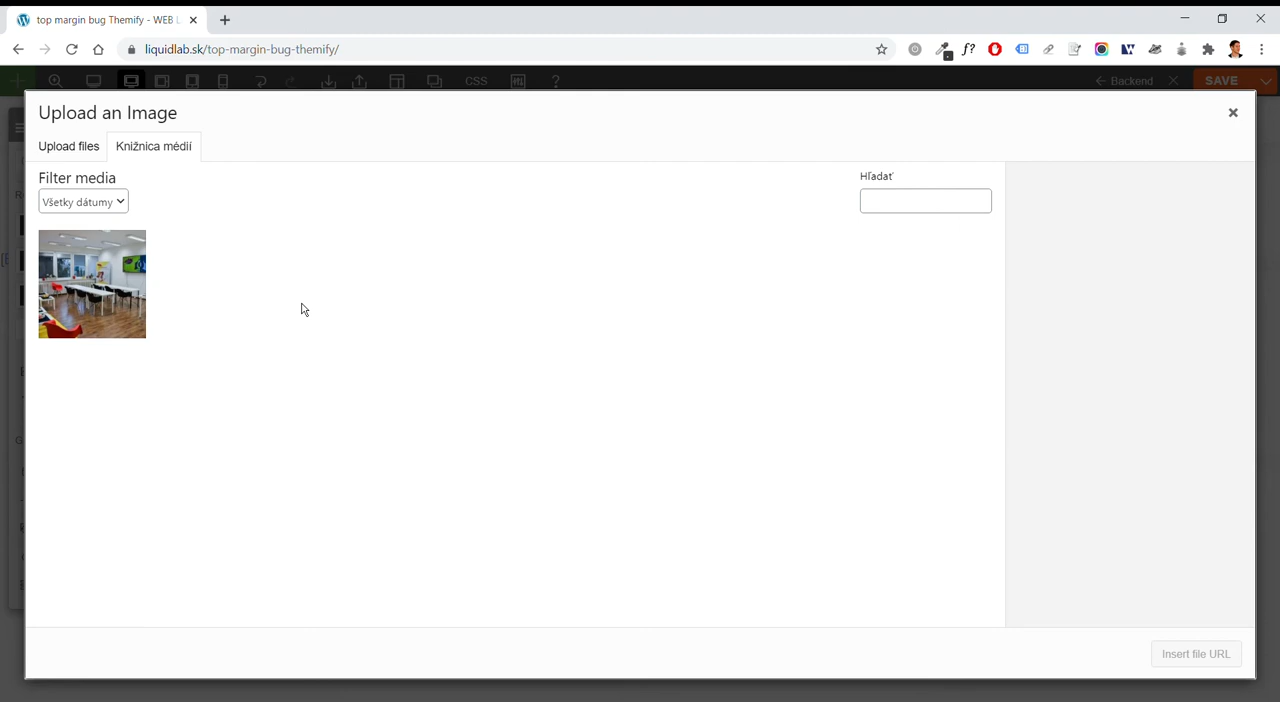 top margin bug Themify - WEB L
liquidlab.sk/top-margin-bug-themify/
f?
CSS
Backend
SAVE
Upload an Image
Upload files
Knižnica médií
Filter media
Hľadať
Všetky dátumy
Insert file URL